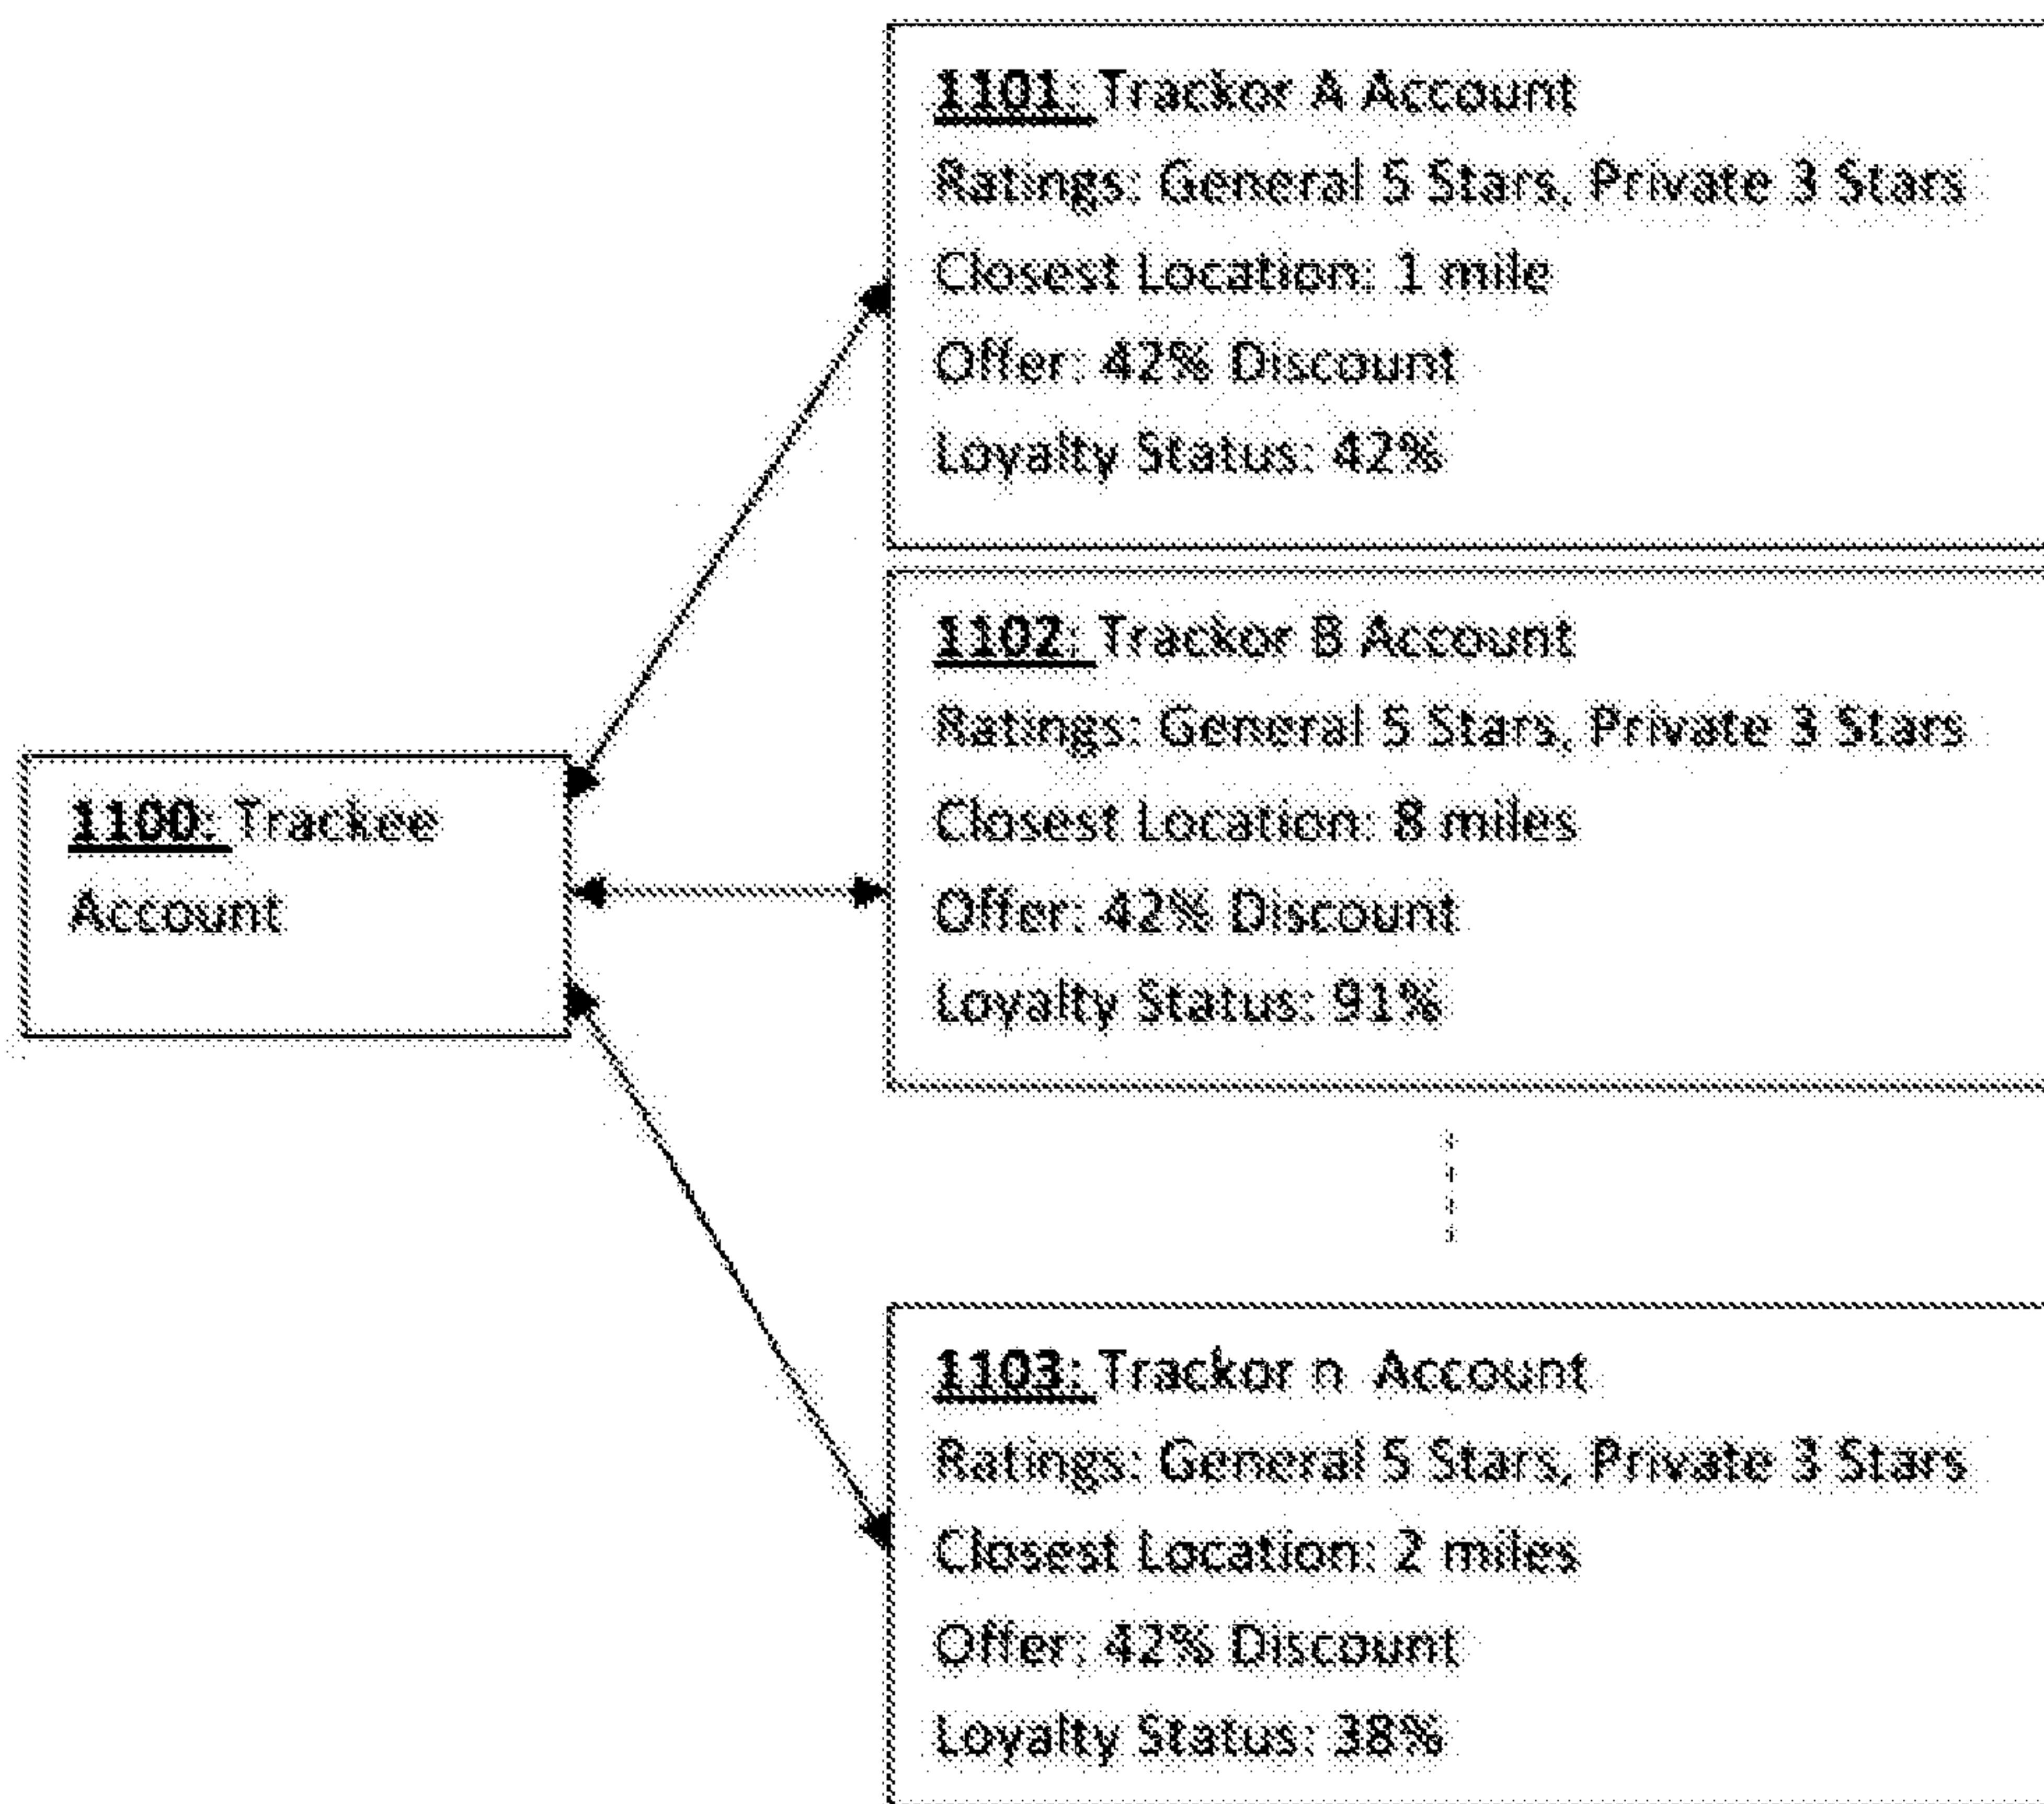 1101: Trackor A Account
Ratings: General 5 Stars, Private 3 Stars
Closest Location: 1 mile
Offer: 42% Discount
Loyalty Status: 42%
1102: Trackor B Account
Ratings: General 5 Stars, Private 3 Stars
Closest Location: 8 miles
Offer: 42% Discount
Loyalty Status: 91%
1100: Trackee
Account
1103: Trackor n Account
Ratings: General 5 Stars, Private 3 Stars
Closest Location: 2 miles
Offer: 42% Discount
Loyalty Status: 38%